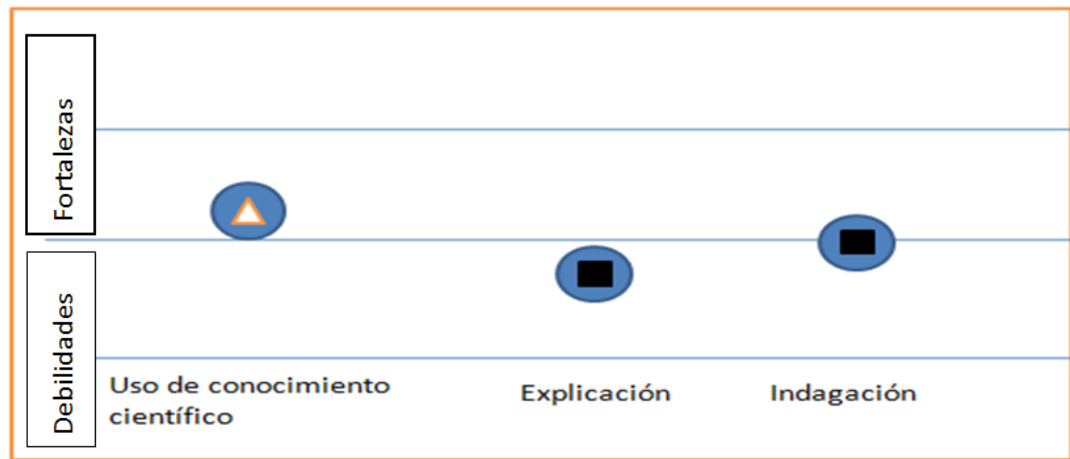 Fortalezas
Debilidades
Uso de conocimiento
científico
Explicación
Indagación